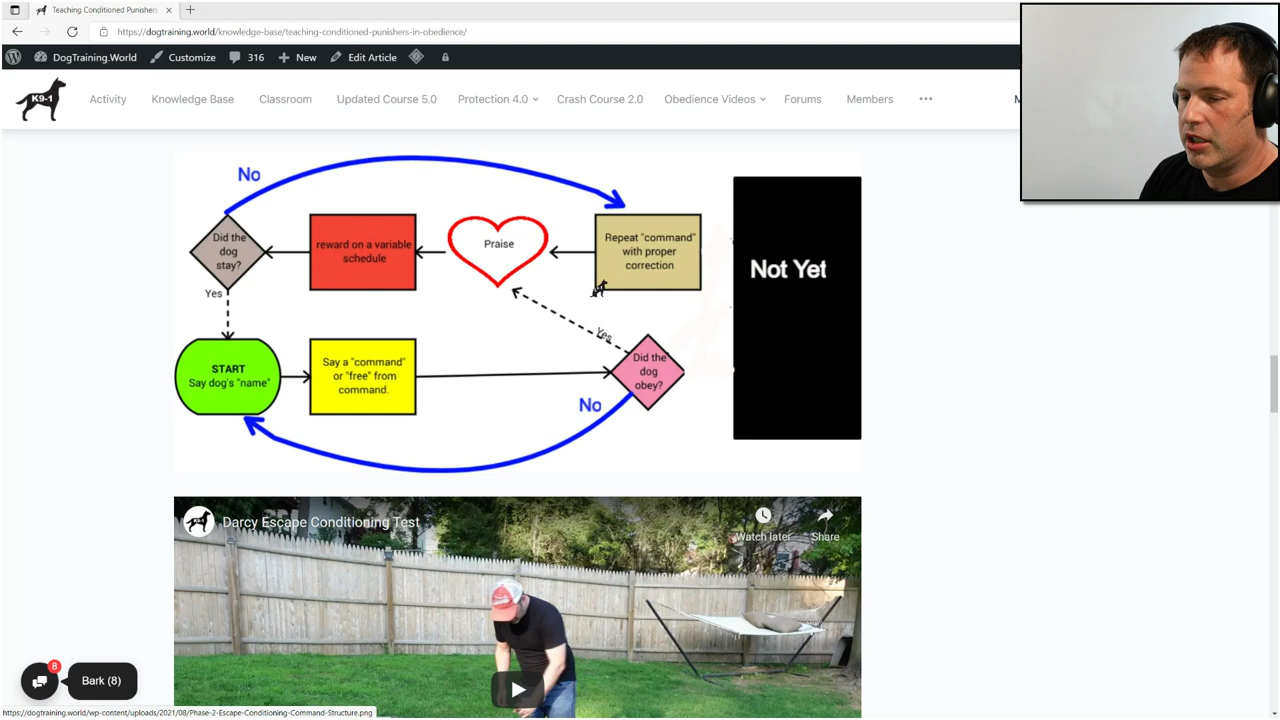 Teaching Conditioned Punishers
https://dogtraining.world/knowledge-base/teaching-conditioned-punishers-in-obedience/
DogTraining.World
Customize
316
New
Edit Article
K9-1
Activity
Knowledge Base
Classroom
Updated Course 5.0
Protection 4.0
Crash Course 2.0
Obedience Videos
Forums
Members
No
Did the
dog
stay?
reward on a variable
schedule
Praise
Repeat "command"
with proper
correction
Not Yet
Yes
Yes
START
Say dog's "name"
Say a "command"
or "free" from
command.
Did the
dog
obey?
No
Darcy Escape Conditioning Test
Watch later
Share
8
Bark (8)
https://dogtraining.world/wp-content/uploads/2021/08/Phase-2-Escape-Conditioning-Command-Structure.png